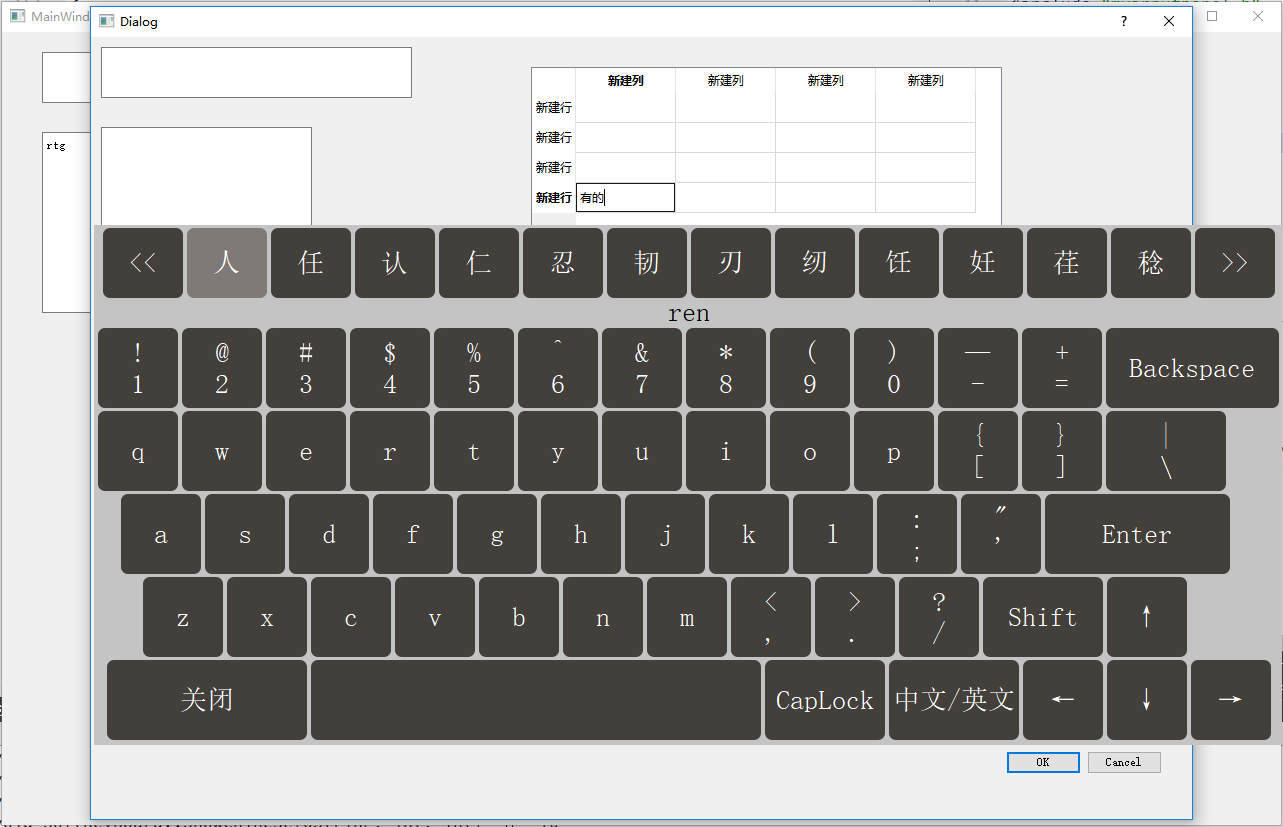 MainWind
Dialog
?
rtg
新建列 新建列 新建列 新建列
新建行
新建行
新建行
新建行 有的
<< 人 任 认 仁 忍 韧 刃 纫 饪 妊 荏 稔 >>
ren
! @ # $ % ^ & * ( ) — +
1 2 3 4 5 6 7 8 9 0 - = Backspace
q w e r t y u i o p { [ } ] | \
a s d f g h j k l : ; " , Enter
z x c v b n m < , > . ? / Shift ↑
关闭 CapLock 中文/英文 ← ↓ →
OK Cancel